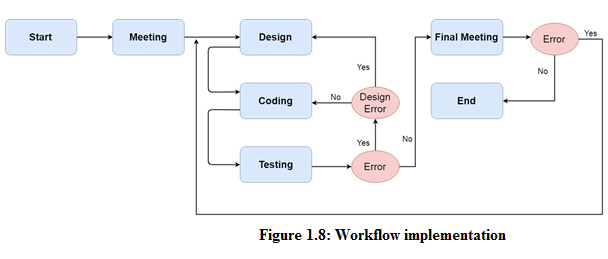 Start
Meeting
Design
Final Meeting
Error
Yes
Yes
No
Coding
No
Design
Error
End
Yes
No
Testing
Error
Figure 1.8: Workflow implementation